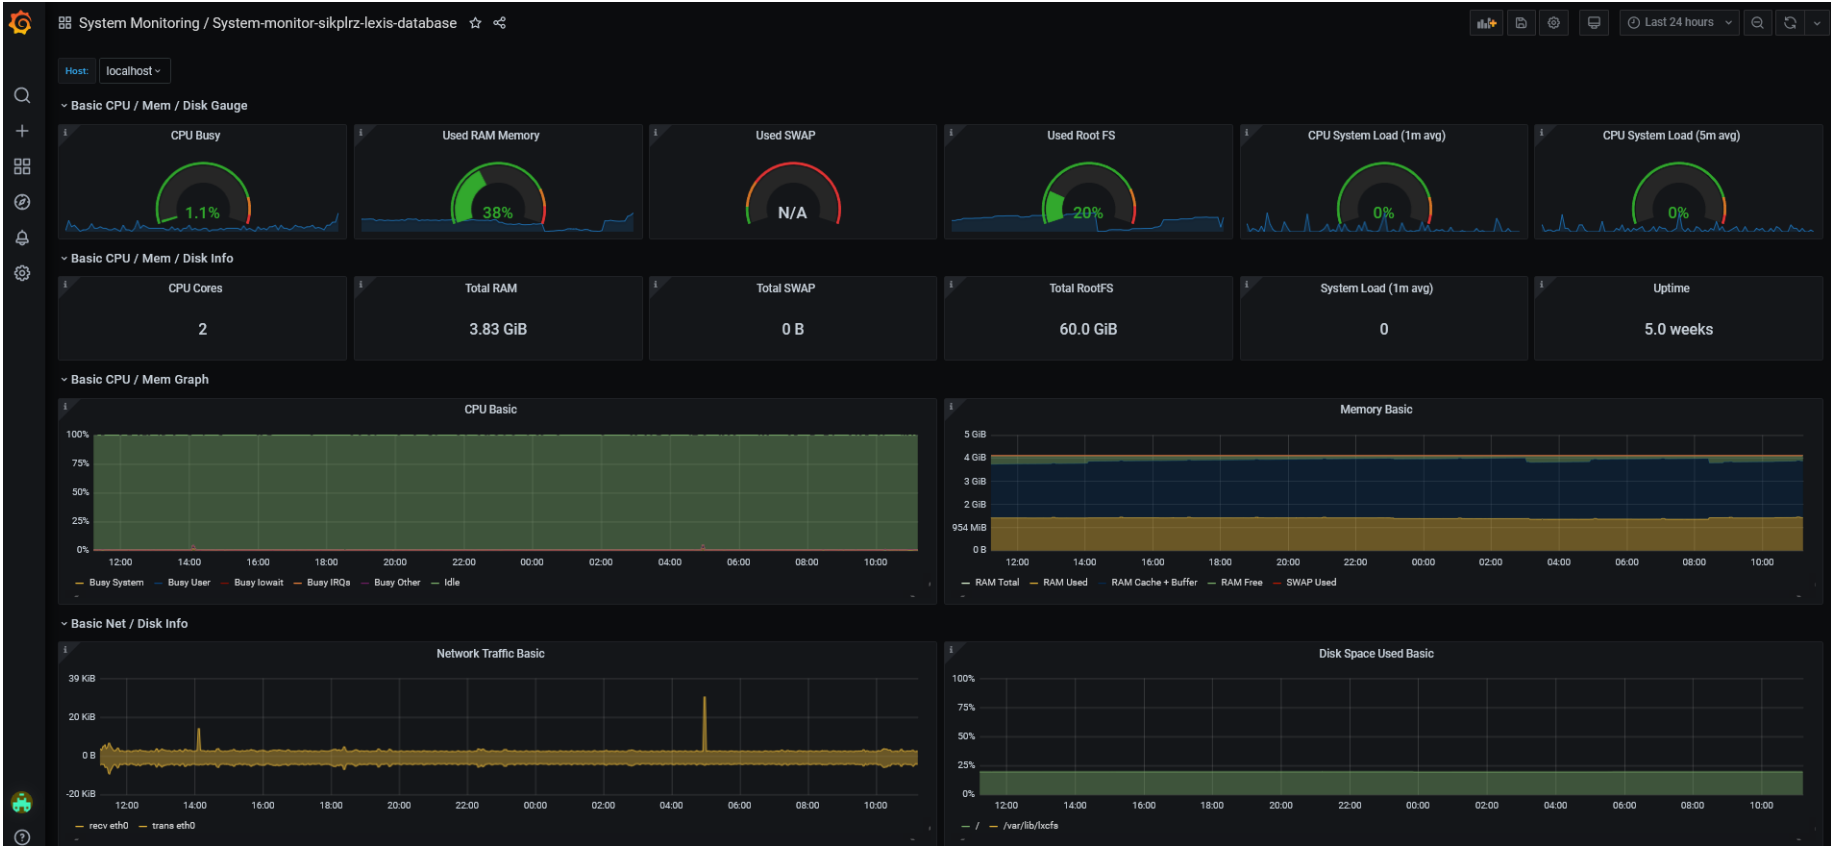 System Monitoring / System-monitor-sikplrz-lexis-database
Last 24 hours
Host: localhost
Basic CPU / Mem / Disk Gauge
CPU Busy
1.1%
Used RAM Memory
38%
Used SWAP
N/A
Used Root FS
20%
CPU System Load (1m avg)
0%
CPU System Load (5m avg)
0%
Basic CPU / Mem / Disk Info
CPU Cores
2
Total RAM
3.83 GiB
Total SWAP
0 B
Total RootFS
60.0 GiB
System Load (1m avg)
0
Uptime
5.0 weeks
Basic CPU / Mem Graph
CPU Basic
100%
75%
50%
25%
0%
12:00 14:00 16:00 18:00 20:00 22:00 00:00 02:00 04:00 06:00 08:00 10:00
Busy System Busy User Busy Iowait Busy IRQs Busy Other Idle
Memory Basic
5 GiB
4 GiB
3 GiB
2 GiB
954 MiB
0 B
12:00 14:00 16:00 18:00 20:00 22:00 00:00 02:00 04:00 06:00 08:00 10:00
RAM Total RAM Used RAM Cache + Buffer RAM Free SWAP Used
Basic Net / Disk Info
Network Traffic Basic
39 KiB
20 KiB
0 B
-20 KiB
12:00 14:00 16:00 18:00 20:00 22:00 00:00 02:00 04:00 06:00 08:00 10:00
recv eth0 trans eth0
Disk Space Used Basic
100%
75%
50%
25%
0%
12:00 14:00 16:00 18:00 20:00 22:00 00:00 02:00 04:00 06:00 08:00 10:00
/ /var/lib/lxcfs